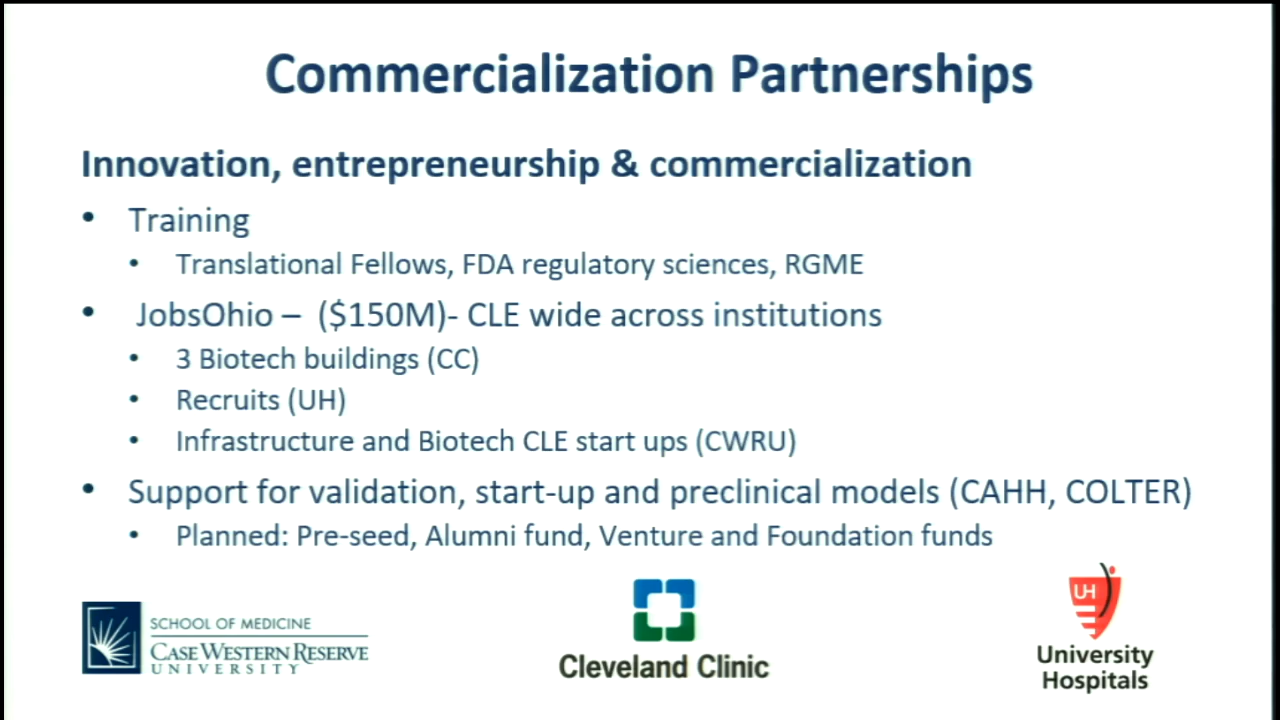 Commercialization Partnerships
Innovation, entrepreneurship & commercialization
• Training
• Translational Fellows, FDA regulatory sciences, RGME
• JobsOhio – ($150M)- CLE wide across institutions
• 3 Biotech buildings (CC)
• Recruits (UH)
• Infrastructure and Biotech CLE start ups (CWRU)
• Support for validation, start-up and preclinical models (CAHH, COLTER)
• Planned: Pre-seed, Alumni fund, Venture and Foundation funds
SCHOOL OF MEDICINE
CASE WESTERN RESERVE
UNIVERSITY
Cleveland Clinic
UH
University
Hospitals